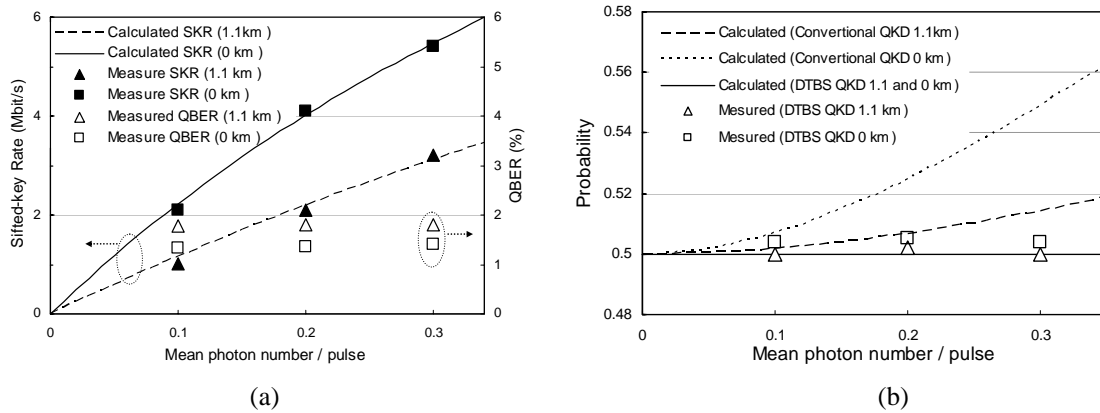 Calculated SKR (1.1km )
Calculated SKR (0 km )
Measure SKR (1.1 km )
Measure SKR (0 km )
Measured QBER (1.1 km )
Measure QBER (0 km )
6
4
2
0
Sifted-key Rate (Mbit/s)
6
5
4
3
2
1
0
QBER (%)
0
0.1
0.2
0.3
Mean photon number / pulse
(a)
Calculated (Convertional QKD 1.1km )
Calculated (Convertional QKD 0 km )
Calculated (DTBS QKD 1.1 and 0 km )
Mesured (DTBS QKD 1.1 km )
Mesured (DTBS QKD 0 km )
0.58
0.56
0.54
0.52
0.5
0.48
Probability
0
0.1
0.2
0.3
Mean photon number / pulse
(b)